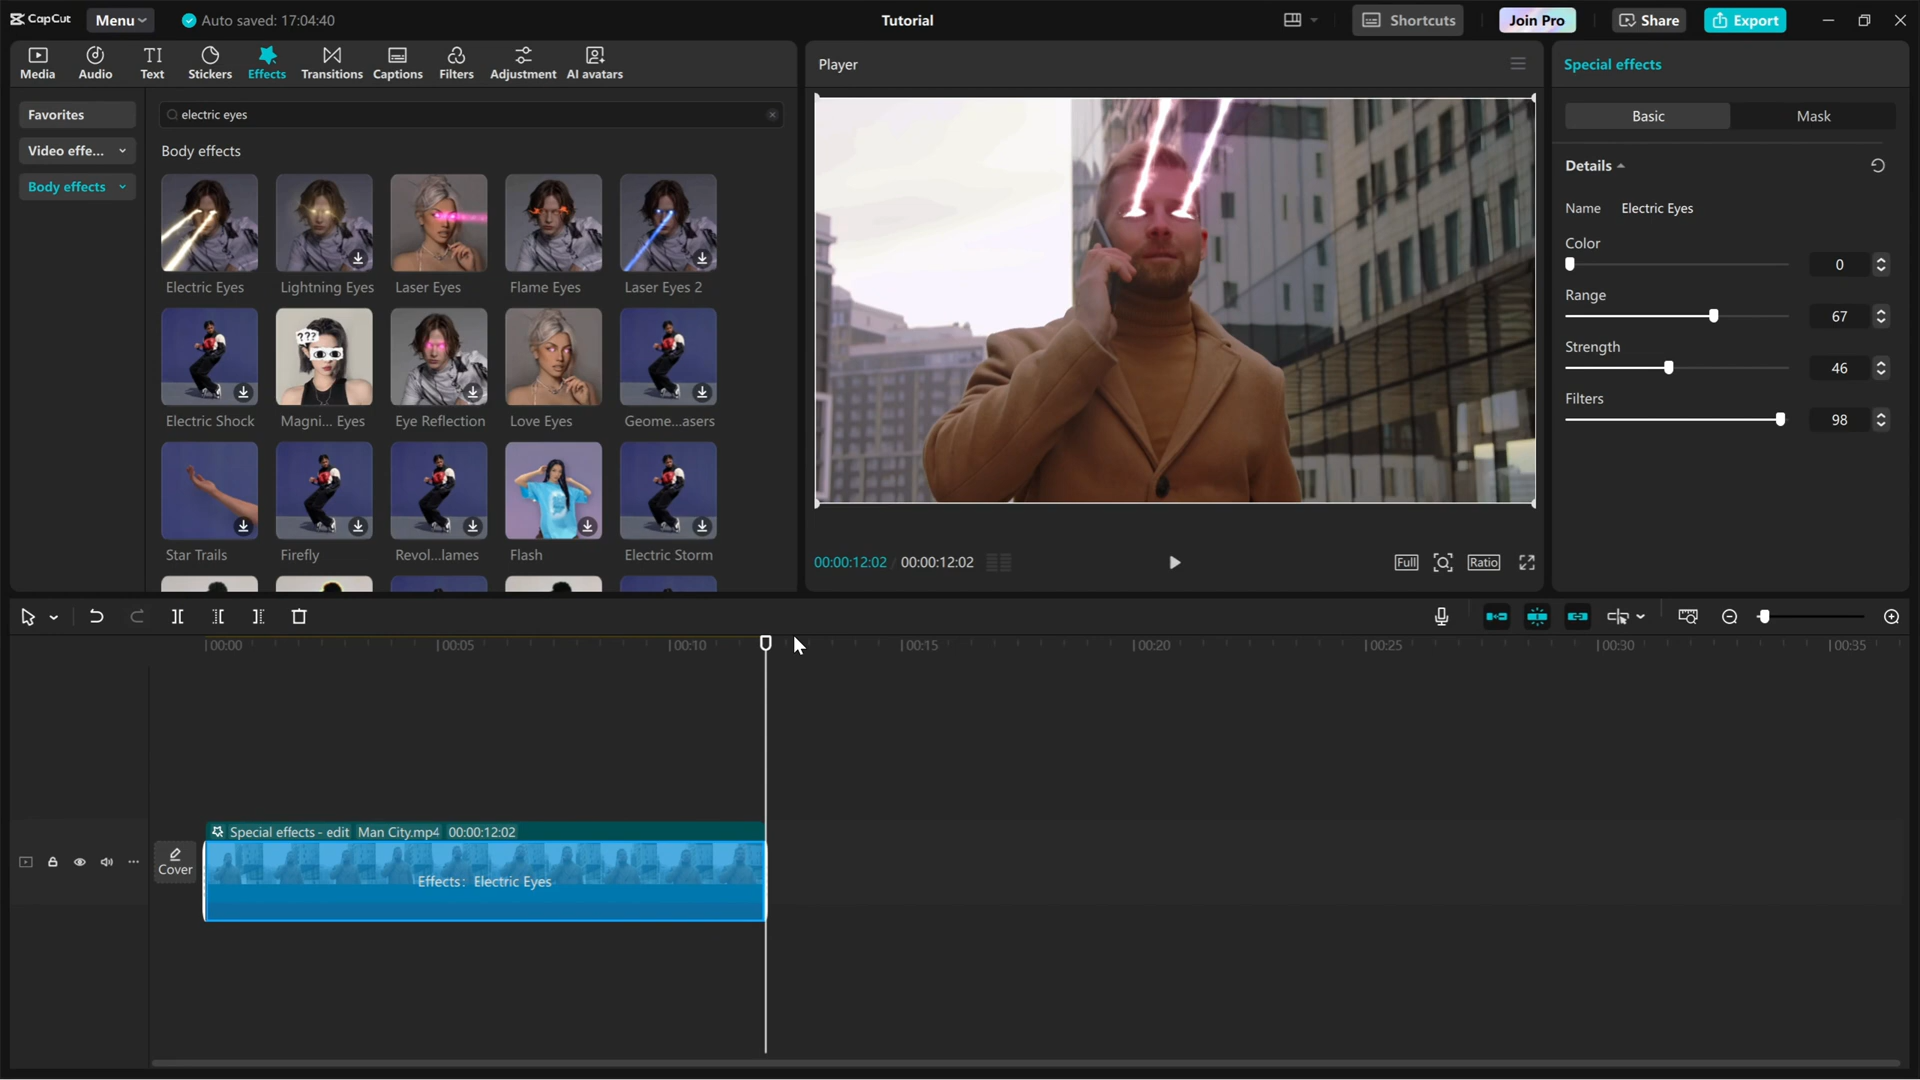 CapCut
Menu
Auto saved: 17:04:40
Tutorial
Shortcuts
Join Pro
Share
Export
Media
Audio
Text
Stickers
Effects
Transitions
Captions
Filters
Adjustment
AI avatars
Favorites
Video effe...
Body effects
electric eyes
Body effects
Electric Eyes
Lightning Eyes
Laser Eyes
Flame Eyes
Laser Eyes 2
???
Electric Shock
Magni... Eyes
Eye Reflection
Love Eyes
Geome...asers
Star Trails
Firefly
Revol...lames
Flash
Electric Storm
Player
00:00:12:02 / 00:00:12:02
Full
Ratio
Special effects
Basic
Mask
Details
Name Electric Eyes
Color
0
Range
67
Strength
46
Filters
98
00:00
00:05
00:10
00:15
00:20
00:25
00:30
00:35
Special effects - edit Man City.mp4 00:00:12:02
Cover
Effects: Electric Eyes